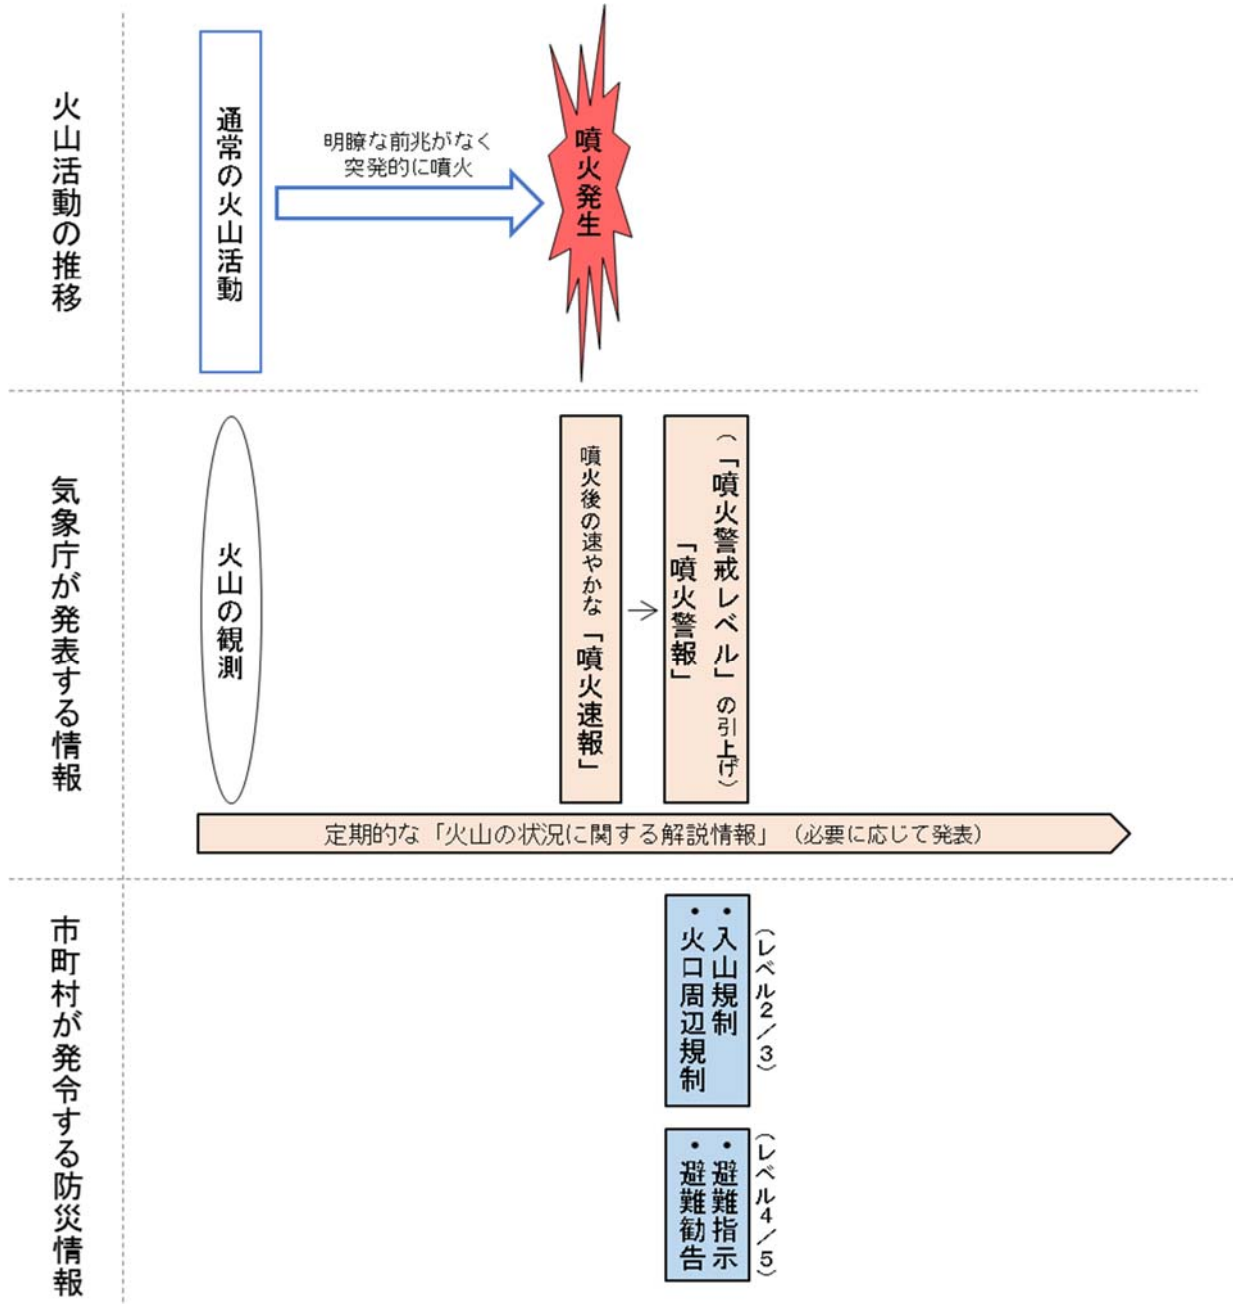 火山活動の推移
通常の火山活動
明瞭な前兆がなく
突発的に噴火
噴火発生
気象庁が発表する情報
火山の観測
噴火後の速やかな「噴火速報」
→
（「噴火警戒レベル」の引上げ）
「噴火警報」
定期的な「火山の状況に関する解説情報」（必要に応じて発表）
市町村が発令する防災情報
（レベル２／３）
・入山規制
・火口周辺規制
（レベル４／５）
・避難指示
・避難勧告